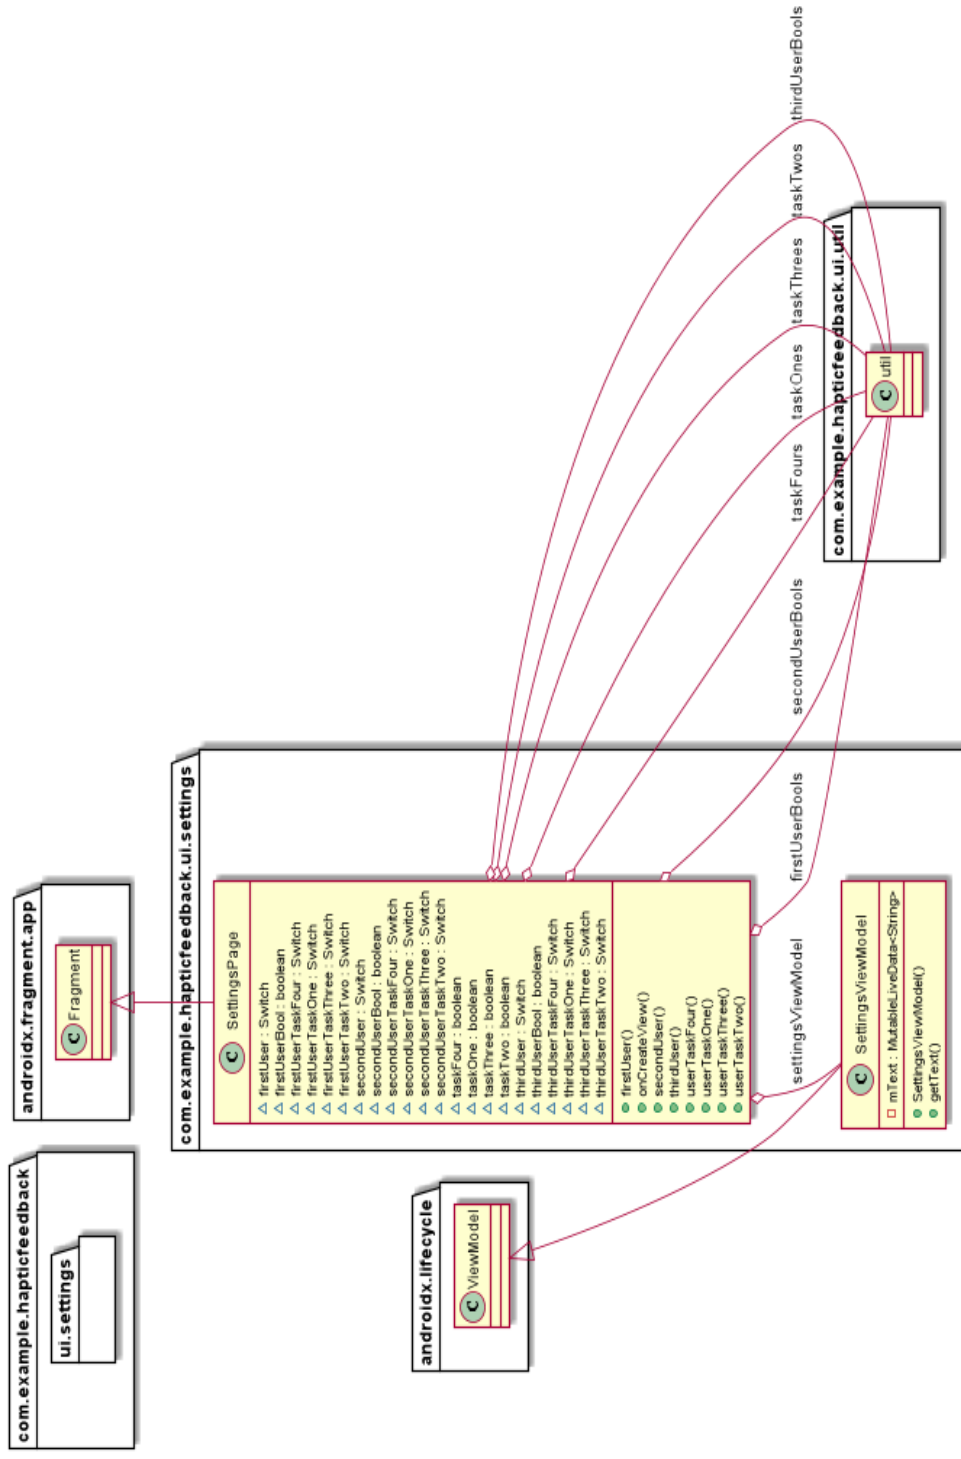 com.example.hapticfeedback
ui.settings
androidx.fragment.app
C Fragment
com.example.hapticfeedback.ui.settings
C SettingsPage
firstUser : Switch
firstUserBool : boolean
firstUserTaskFour : Switch
firstUserTaskOne : Switch
firstUserTaskThree : Switch
firstUserTaskTwo : Switch
secondUser : Switch
secondUserBool : boolean
secondUserTaskFour : Switch
secondUserTaskOne : Switch
secondUserTaskThree : Switch
secondUserTaskTwo : Switch
taskFour : boolean
taskOne : boolean
taskThree : boolean
taskTwo : boolean
thirdUser : Switch
thirdUserBool : boolean
thirdUserTaskFour : Switch
thirdUserTaskOne : Switch
thirdUserTaskThree : Switch
thirdUserTaskTwo : Switch
firstUser()
onCreateView()
secondUser()
thirdUser()
userTaskFour()
userTaskOne()
userTaskThree()
userTaskTwo()
androidx.lifecycle
C ViewModel
settingsViewModel
firstUserBools
secondUserBools
taskFours
taskOnes
taskThrees
taskTwos
thirdUserBools
com.example.hapticfeedback.ui.util
C util
C SettingsViewModel
mText : MutableLiveData<String>
SettingsViewModel()
getText()